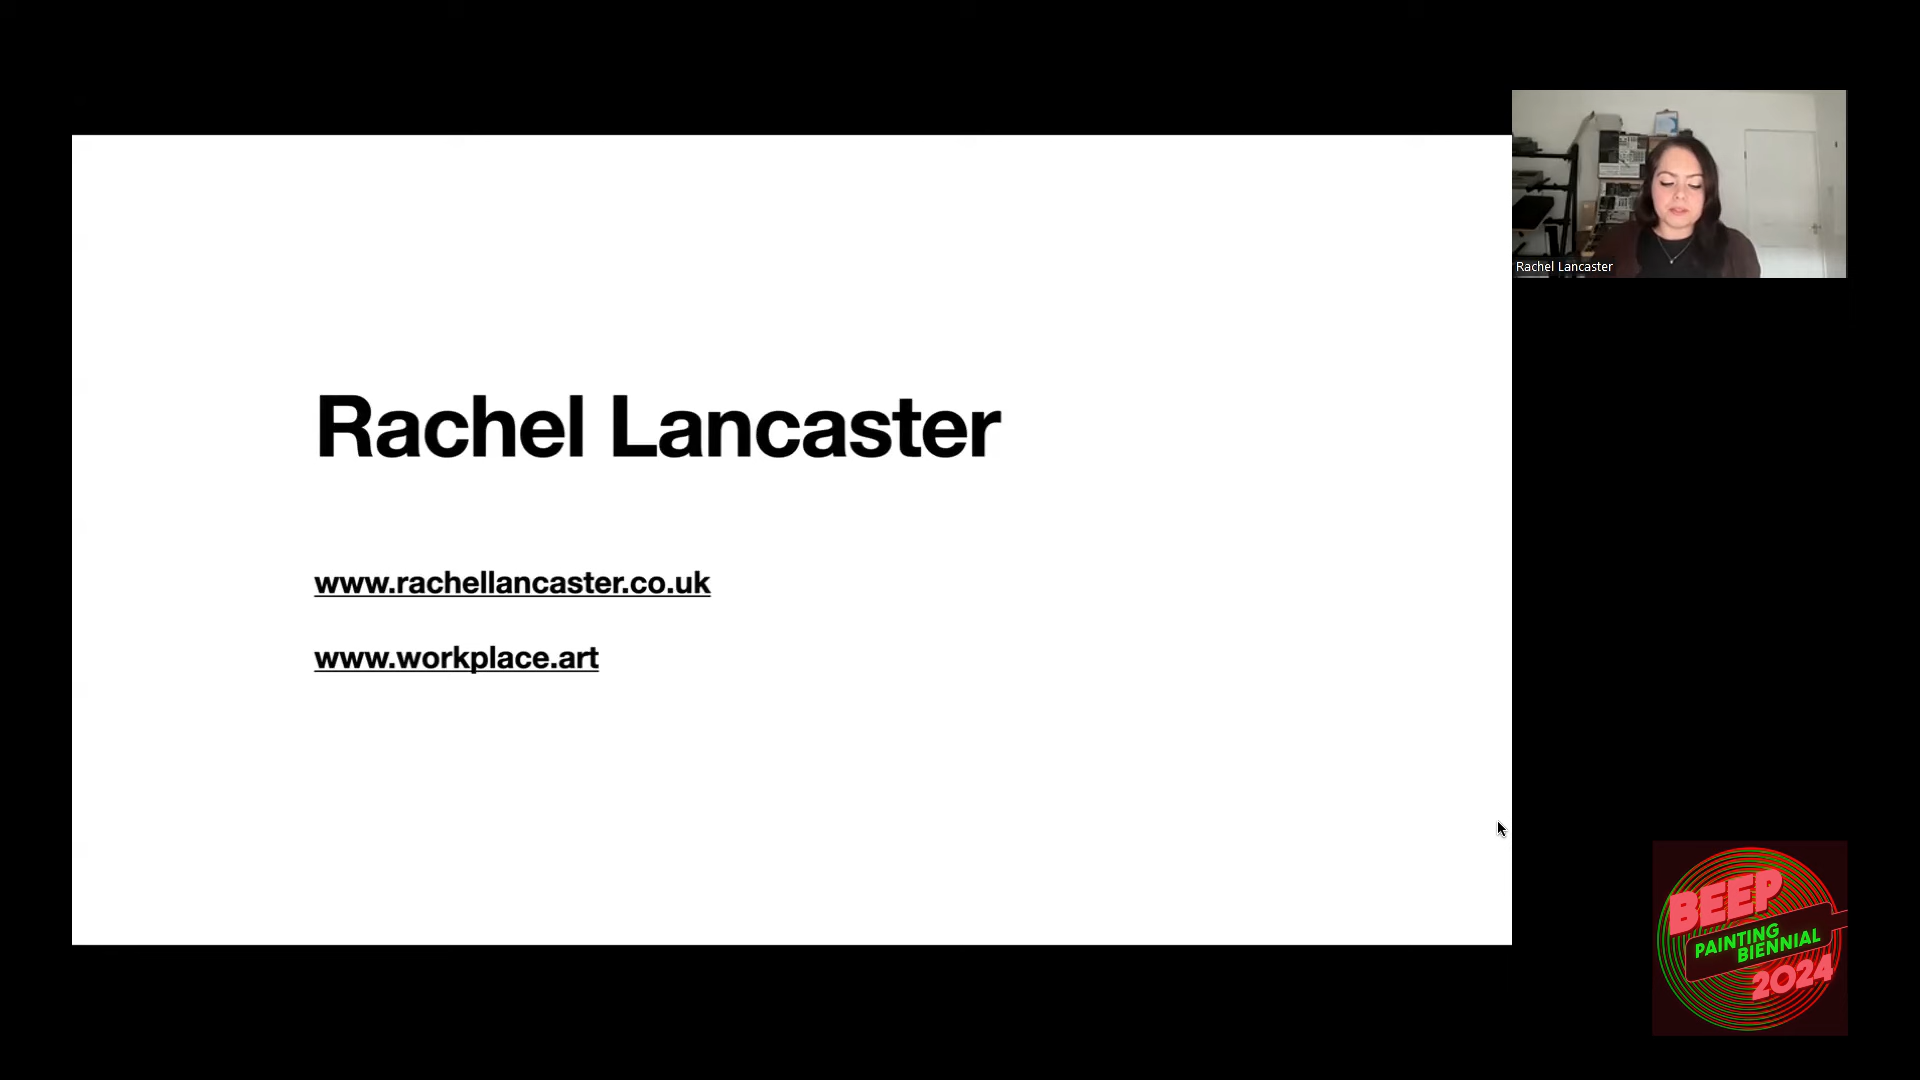 Rachel Lancaster
www.rachellancaster.co.uk
www.workplace.art
Rachel Lancaster
BEEP
PAINTING
BIENNIAL
2024